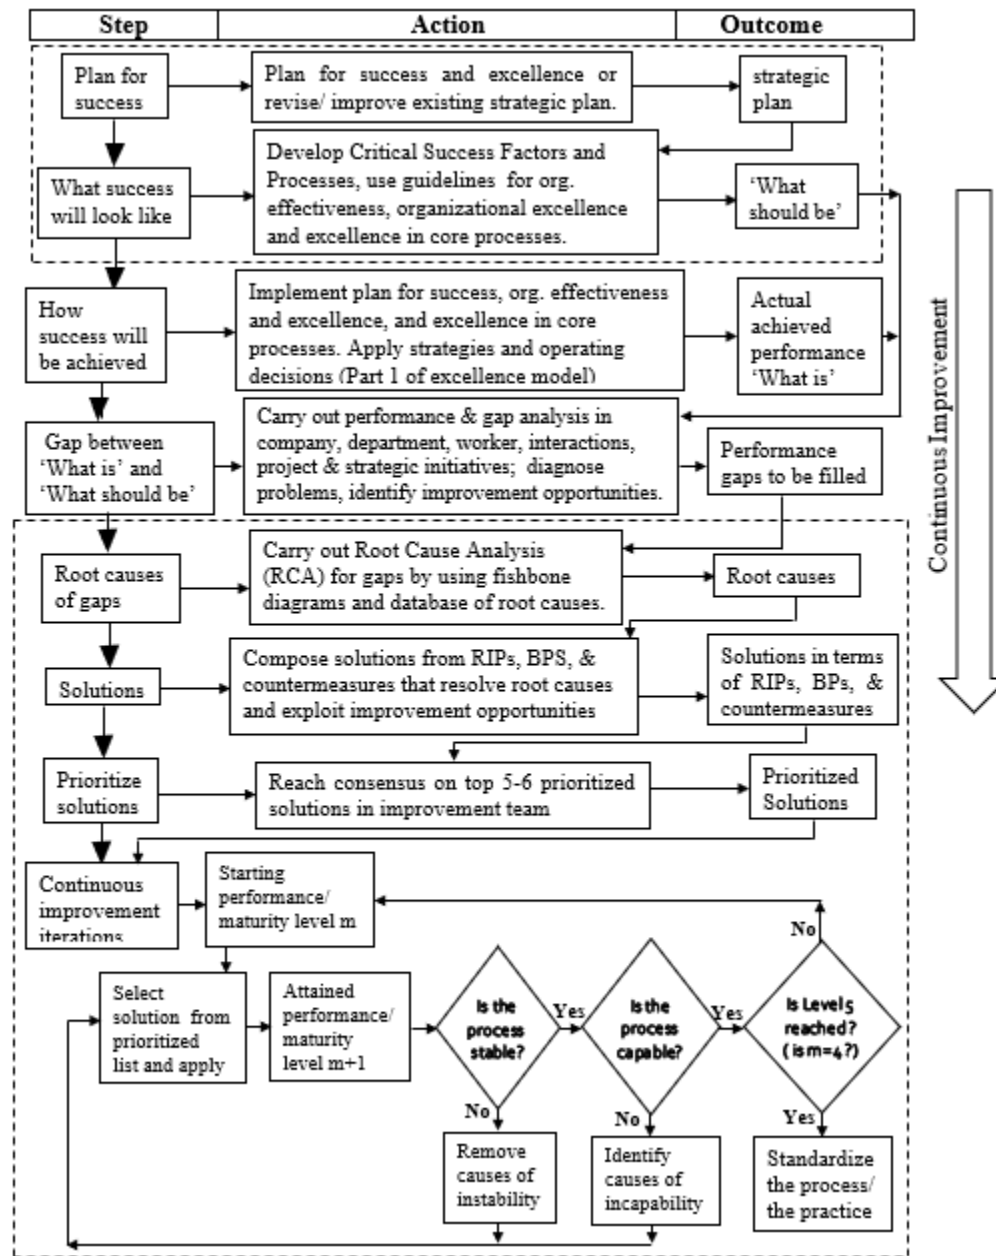 Step Action Outcome
Plan for
success
Plan for success and excellence or
revise/ improve existing strategic plan.
strategic
plan
What success
will look like
Develop Critical Success Factors and
Processes, use guidelines for org.
effectiveness, organizational excellence
and excellence in core processes.
‘What
should be’
How
success will
be achieved
Implement plan for success, org. effectiveness
and excellence, and excellence in core
processes. Apply strategies and operating
decisions (Part 1 of excellence model)
Actual
achieved
performance
‘What is’
Gap between
‘What is’ and
‘What should be’
Carry out performance & gap analysis in
company, department, worker, interactions,
project & strategic initiatives; diagnose
problems, identify improvement opportunities.
Performance
gaps to be filled
Root causes
of gaps
Carry out Root Cause Analysis
(RCA) for gaps by using fishbone
diagrams and database of root causes.
Root causes
Solutions
Compose solutions from RIPs, BPS, &
countermeasures that resolve root causes
and exploit improvement opportunities
Solutions in terms
of RIPs, BPs, &
countermeasures
Prioritize
solutions
Reach consensus on top 5-6 prioritized
solutions in improvement team
Prioritized
Solutions
Continuous
improvement
iterations
Starting
performance/
maturity level m
Select
solution from
prioritized
list and apply
Attained
performance/
maturity
level m+1
Is the
process
stable?
Yes
No
Is the
process
capable?
Yes
No
Is Level 5
reached?
( is m=4?)
No
Yes
Remove
causes of
instability
Identify
causes of
incapability
Standardize
the process/
the practice
Continuous Improvement